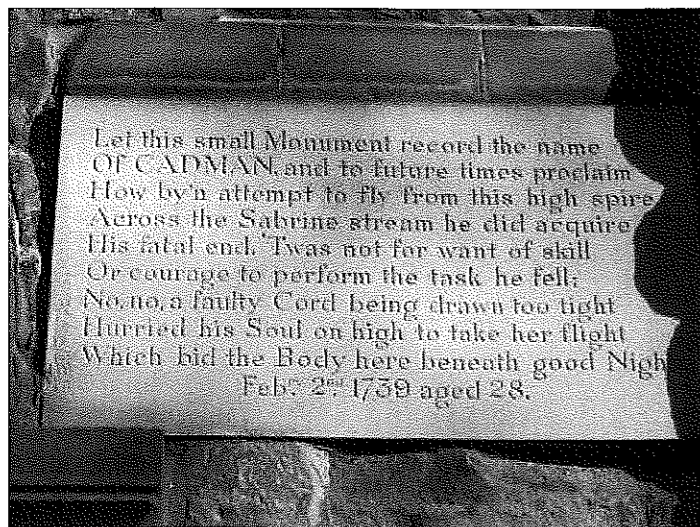 Let this small Monument record the name
Of CADMAN, and to future times proclaim
How by'n attempt to fly from this high spire
Across the Sabrine stream he did acquire
His fatal end. 'Twas not for want of skill
Or courage to perform the task he fell;
No, no, a faulty Cord being drawn too tight
Hurried his Soul on high to take her flight
Which bid the Body here beneath good Nigh
Feb.ry 2nd 1739 aged 28.